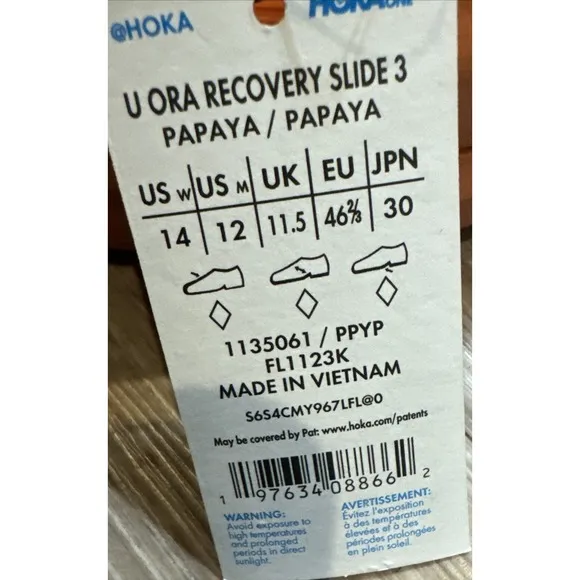 @HOKA
HOKA ONE
U ORA RECOVERY SLIDE 3
PAPAYA / PAPAYA
US W US M UK EU JPN
14 12 11.5 46⅔ 30
1135061 / PPYP
FL1123K
MADE IN VIETNAM
S6S4CMY967LFL@0
May be covered by Pat: www.hoka.com/patents
1 97634 08866 2
WARNING:
Avoid exposure to
high temperatures
and prolonged
periods in direct
sunlight.
AVERTISSEMENT:
Évitez l'exposition
à des températures
élevées et à des
périodes prolongées
en plein soleil.